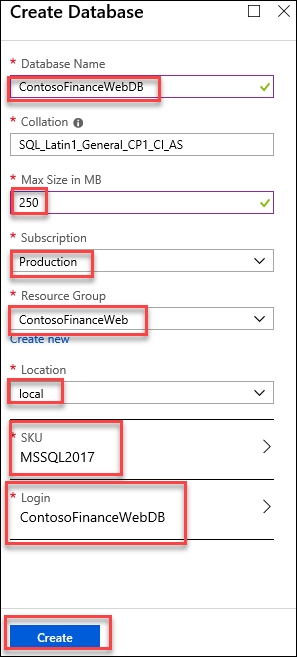 Create Database
* Database Name
ContosoFinanceWebDB
* Collation
SQL_Latin1_General_CP1_CI_AS
* Max Size in MB
250
* Subscription
Production
* Resource Group
ContosoFinanceWeb
Create new
* Location
local
* SKU
MSSQL2017
* Login
ContosoFinanceWebDB
Create